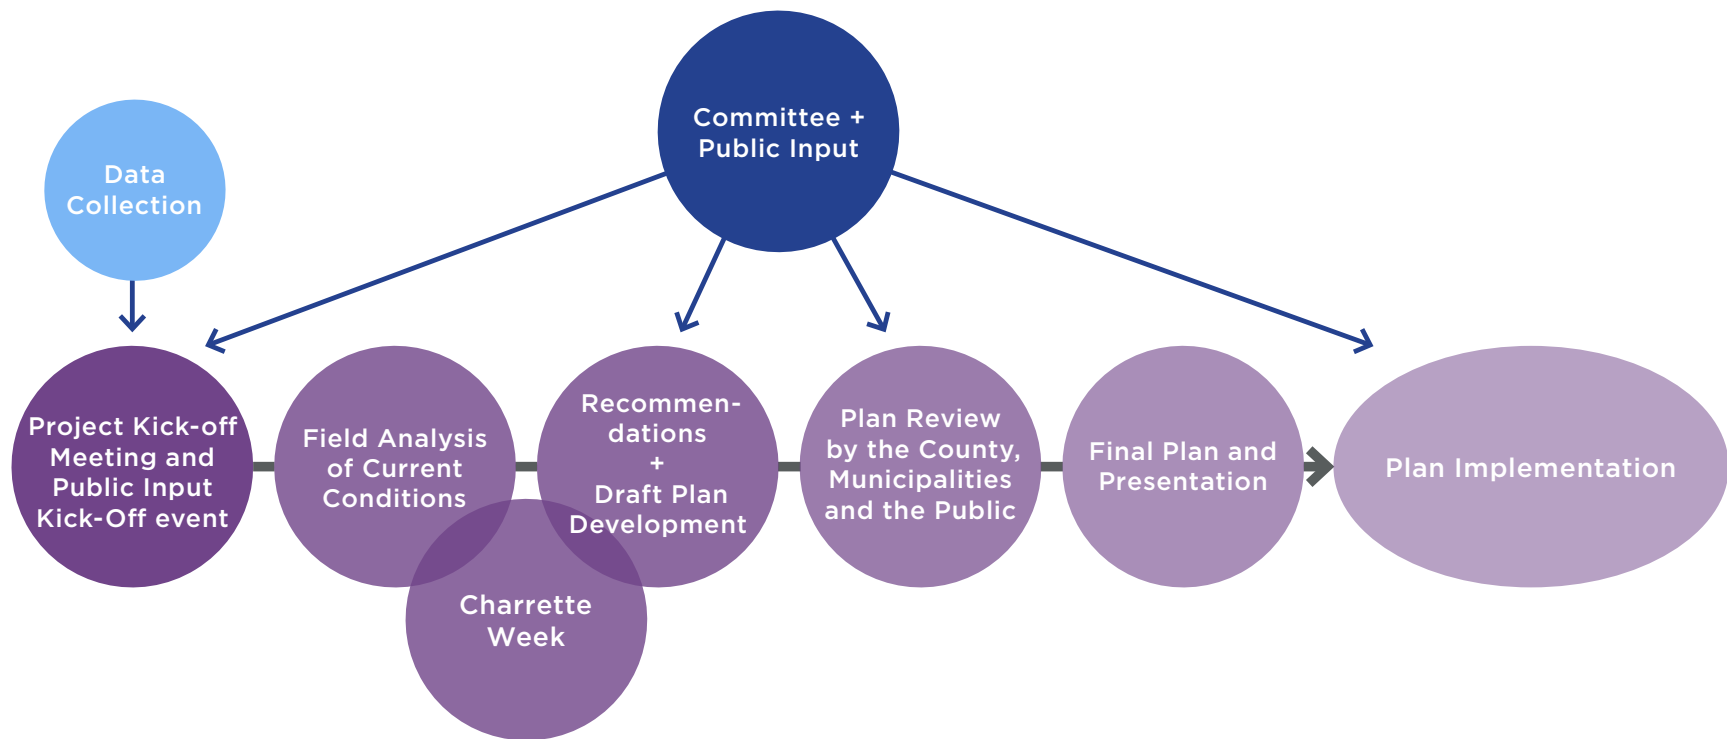 Committee +
Public Input
Data
Collection
Project Kick-off
Meeting and
Public Input
Kick-Off event
Field Analysis
of Current
Conditions
Recommen-
dations
+
Draft Plan
Development
Charrette
Week
Plan Review
by the County,
Municipalities
and the Public
Final Plan and
Presentation
Plan Implementation